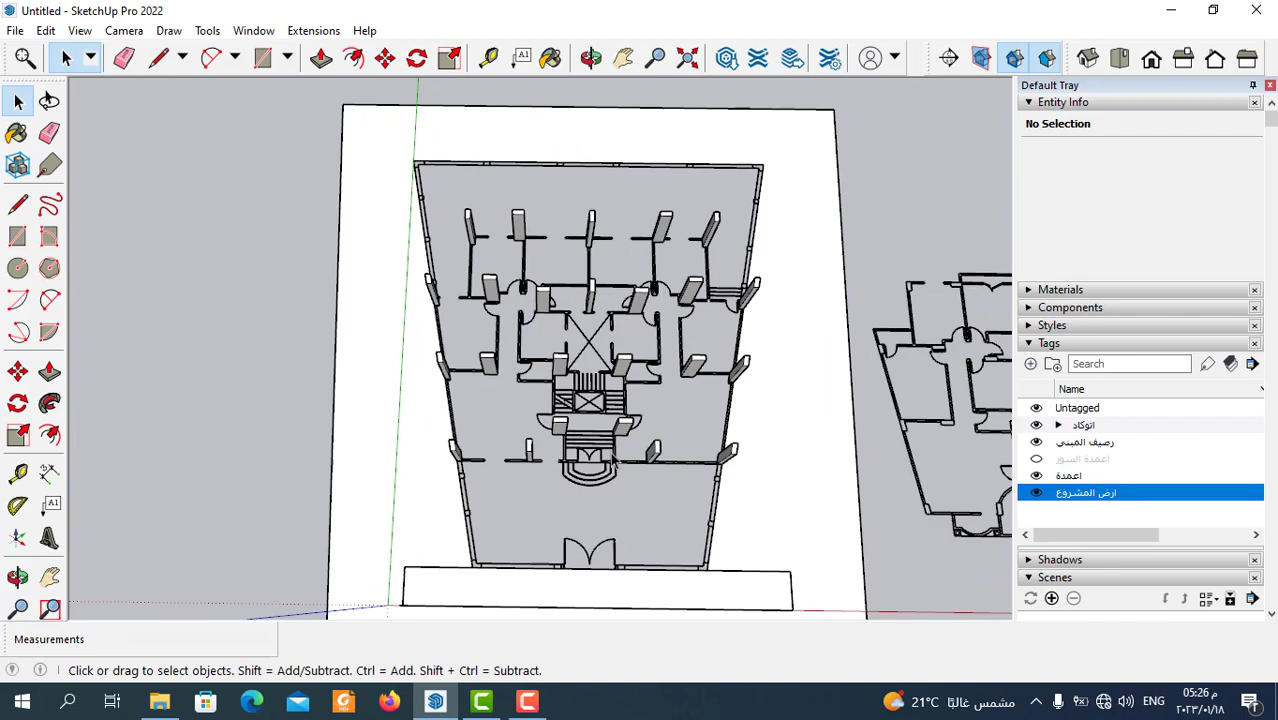 Untitled - SketchUp Pro 2022
File Edit View Camera Draw Tools Window Extensions Help
A1
Default Tray
Entity Info
No Selection
Materials
Components
Styles
Tags
Search
Name
Untagged
اتوكاد
رصيف المبني
اعمدة السور
اعمدة
ارض المشروع
Shadows
Scenes
A1
Measurements
Click or drag to select objects. Shift = Add/Subtract. Ctrl = Add. Shift + Ctrl = Subtract.
21°C مشمس غالبًا
ENG
05:26 م
٢٠٢٣/٠١/١٨